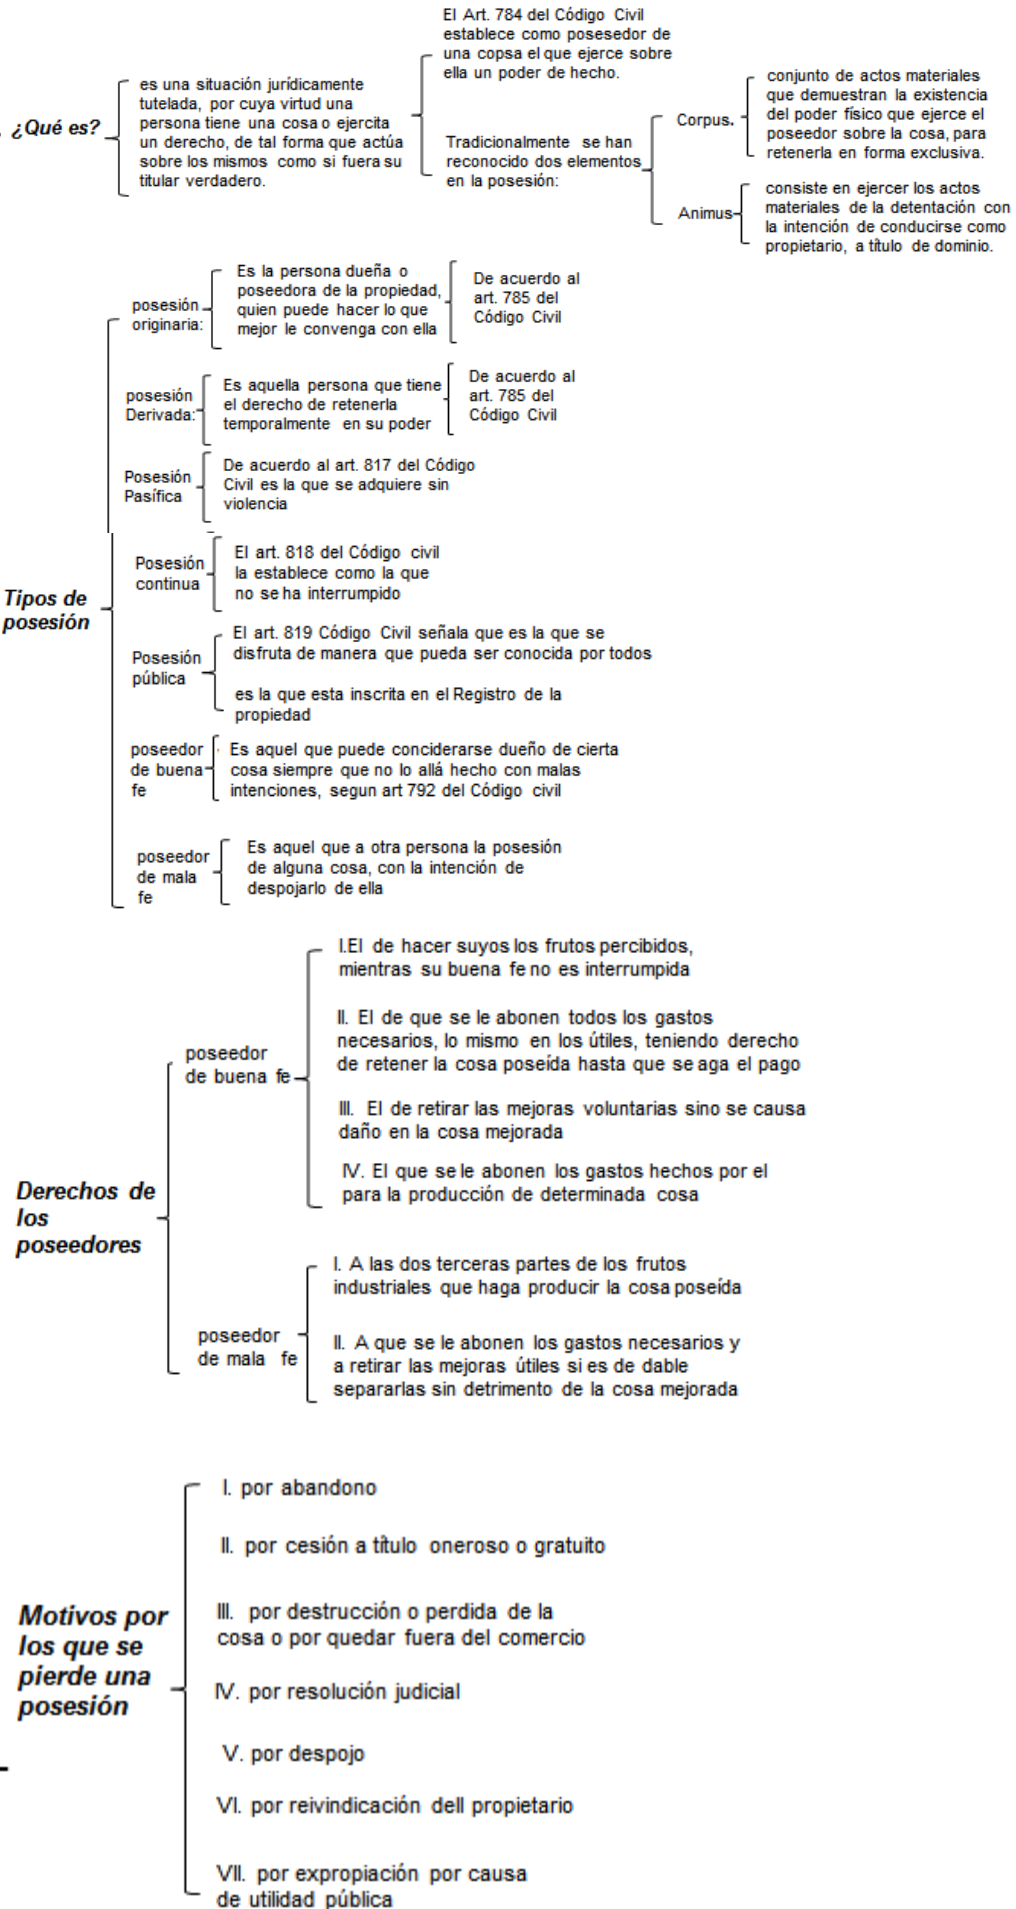 ¿Qué es?
es una situación jurídicamente
tutelada, por cuya virtud una
persona tiene una cosa o ejercita
un derecho, de tal forma que actúa
sobre los mismos como si fuera su
titular verdadero.
El Art. 784 del Código Civil
establece como posesedor de
una copsa el que ejerce sobre
ella un poder de hecho.
Tradicionalmente se han
reconocido dos elementos
en la posesión:
Corpus.
conjunto de actos materiales
que demuestran la existencia
del poder físico que ejerce el
poseedor sobre la cosa, para
retenerla en forma exclusiva.
Animus
consiste en ejercer los actos
materiales de la detentación con
la intención de conducirse como
propietario, a título de dominio.
Tipos de
posesión
posesión
originaria:
Es la persona dueña o
poseedora de la propiedad,
quien puede hacer lo que
mejor le convenga con ella
De acuerdo al
art. 785 del
Código Civil
posesión
Derivada:
Es aquella persona que tiene
el derecho de retenerla
temporalmente en su poder
De acuerdo al
art. 785 del
Código Civil
Posesión
Pasífica
De acuerdo al art. 817 del Código
Civil es la que se adquiere sin
violencia
Posesión
continua
El art. 818 del Código civil
la establece como la que
no se ha interrumpido
Posesión
pública
El art. 819 Código Civil señala que es la que se
disfruta de manera que pueda ser conocida por todos
es la que esta inscrita en el Registro de la
propiedad
poseedor
de buena
fe
Es aquel que puede conciderarse dueño de cierta
cosa siempre que no lo allá hecho con malas
intenciones, segun art 792 del Código civil
poseedor
de mala
fe
Es aquel que a otra persona la posesión
de alguna cosa, con la intención de
despojarlo de ella
Derechos de
los
poseedores
poseedor
de buena fe
I.El de hacer suyos los frutos percibidos,
mientras su buena fe no es interrumpida
II. El de que se le abonen todos los gastos
necesarios, lo mismo en los útiles, teniendo derecho
de retener la cosa poseída hasta que se aga el pago
III. El de retirar las mejoras voluntarias sino se causa
daño en la cosa mejorada
IV. El que se le abonen los gastos hechos por el
para la producción de determinada cosa
poseedor
de mala fe
I. A las dos terceras partes de los frutos
industriales que haga producir la cosa poseída
II. A que se le abonen los gastos necesarios y
a retirar las mejoras útiles si es de dable
separarlas sin detrimento de la cosa mejorada
Motivos por
los que se
pierde una
posesión
I. por abandono
II. por cesión a título oneroso o gratuito
III. por destrucción o perdida de la
cosa o por quedar fuera del comercio
IV. por resolución judicial
V. por despojo
VI. por reivindicación dell propietario
VII. por expropiación por causa
de utilidad pública